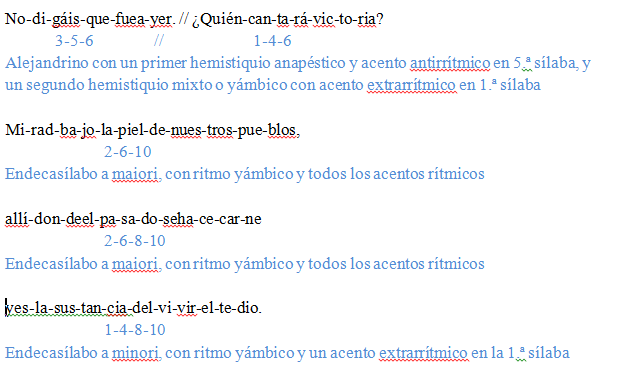 No-di-gáis-que-fuea-yer. // ¿Quién-can-ta-rá-vic-to-ria?
3-5-6 // 1-4-6
Alejandrino con un primer hemistiquio anapéstico y acento antirrítmico en 5.ª sílaba, y
un segundo hemistiquio mixto o yámbico con acento extrarrítmico en 1.ª sílaba
Mi-rad-ba-jo-la-piel-de-nues-tros-pue-blos,
2-6-10
Endecasílabo a maiori, con ritmo yámbico y todos los acentos rítmicos
allí-don-deel-pa-sa-do-seha-ce-car-ne
2-6-8-10
Endecasílabo a maiori, con ritmo yámbico y todos los acentos rítmicos
yes-la-sus-tan-cia-del-vi-vir-el-te-dio.
1-4-8-10
Endecasílabo a minori, con ritmo yámbico y un acento extrarrítmico en la 1.ª sílaba